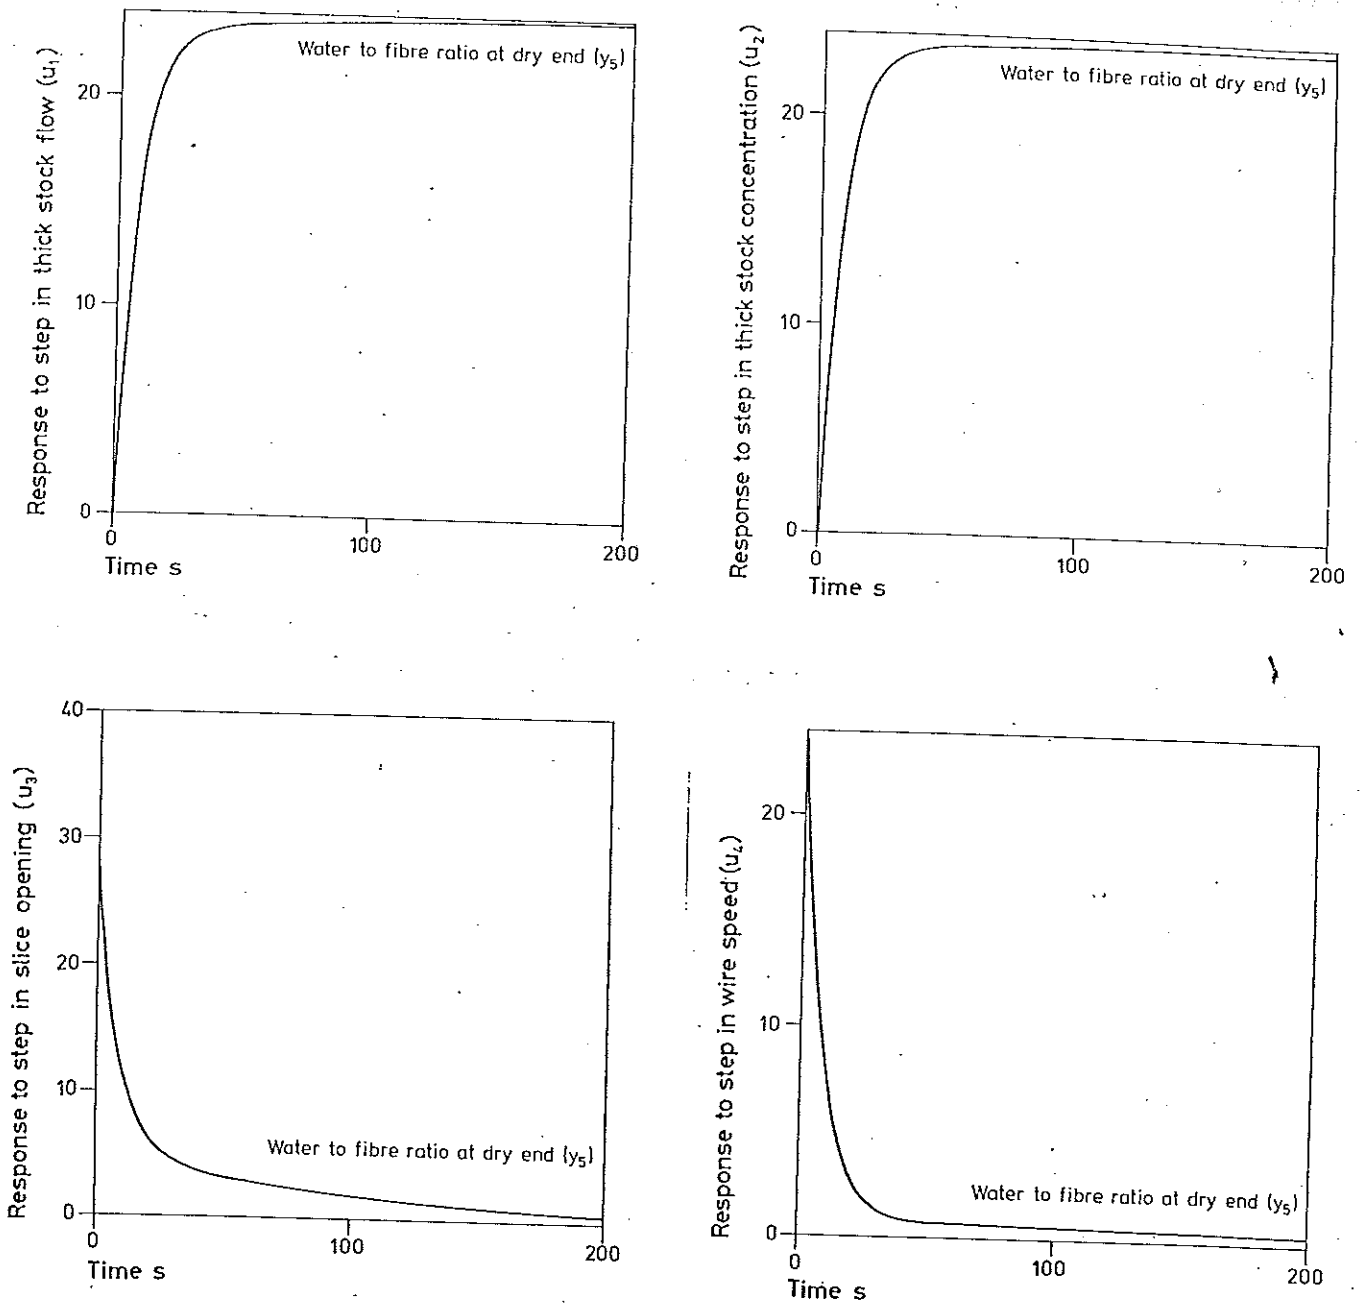 Response to step in thick stock flow (u₁)
20
10
0
Water to fibre ratio at dry end (y₅)
0
100
200
Time s
Response to step in thick stock concentration (u₂)
20
10
0
Water to fibre ratio at dry end (y₅)
0
100
200
Time s
Response to step in slice opening (u₃)
40
30
20
10
0
Water to fibre ratio at dry end (y₅)
0
100
200
Time s
Response to step in wire speed (u₄)
20
10
0
Water to fibre ratio at dry end (y₅)
0
100
200
Time s